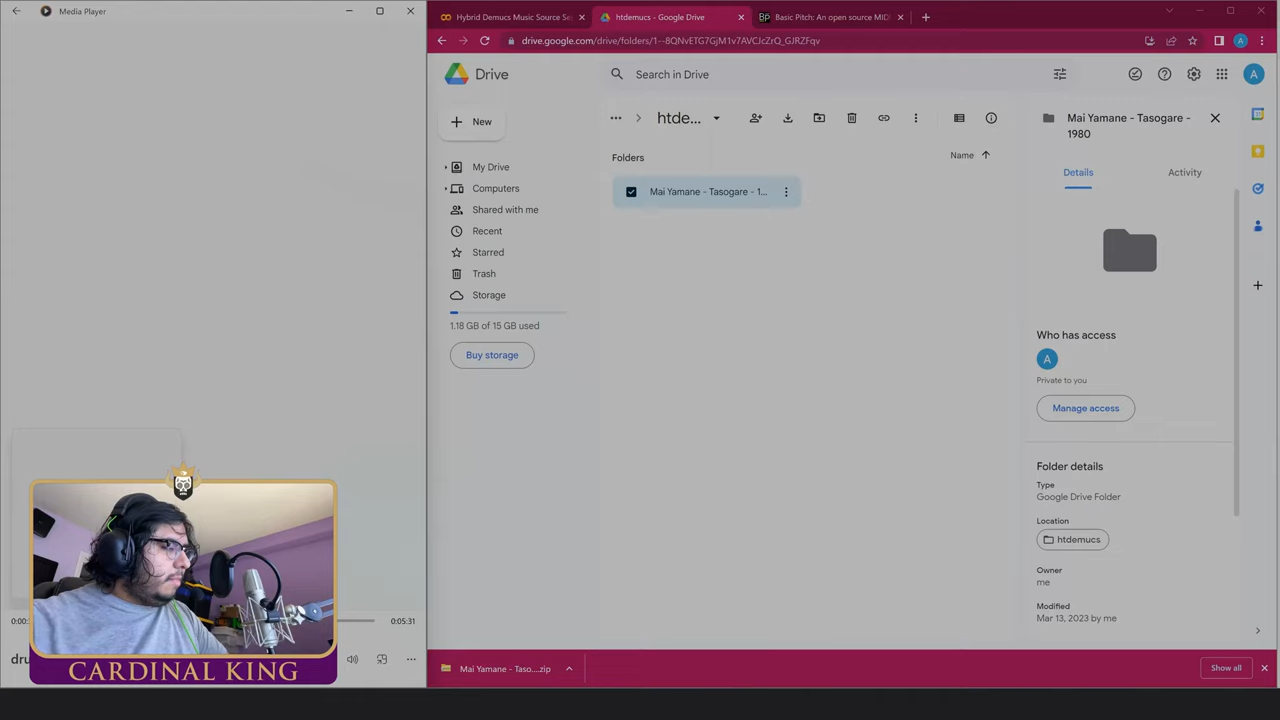 Media Player
Hybrid Demucs Music Source Se
htdemucs - Google Drive
Basic Pitch: An open source MIDI
drive.google.com/drive/folders/1--8QNvETG7GjM1v7AVCJcZrQ_GJRZFqv
A
Drive
Search in Drive
A
New
htde...
Mai Yamane - Tasogare -
1980
Folders
Name
My Drive
Computers
Shared with me
Recent
Starred
Trash
Storage
1.18 GB of 15 GB used
Buy storage
Mai Yamane - Tasogare - 1...
Details
Activity
Who has access
A
Private to you
Manage access
Folder details
Type
Google Drive Folder
Location
htdemucs
Owner
me
Modified
Mar 13, 2023 by me
0:00:
0:05:31
dru
CARDINAL KING
Mai Yamane - Taso....zip
Show all